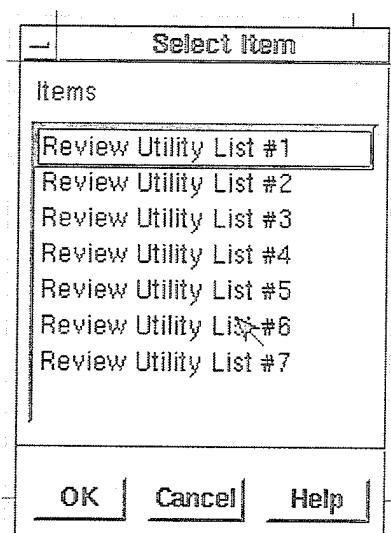 Select Item
Items
Review Utility List #1
Review Utility List #2
Review Utility List #3
Review Utility List #4
Review Utility List #5
Review Utility List #6
Review Utility List #7
OK Cancel Help